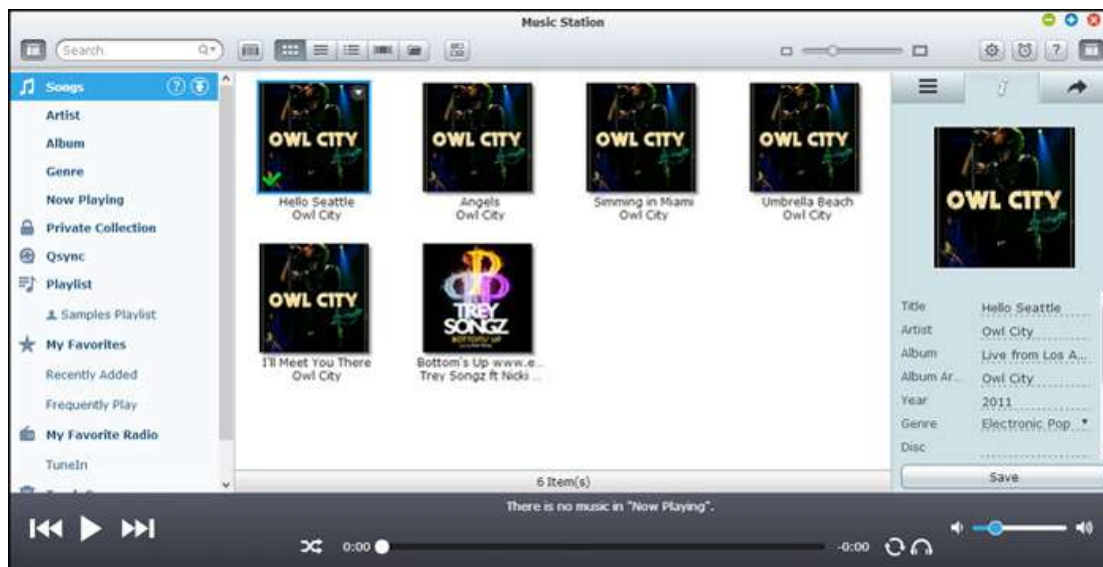 Music Station
Search
Songs
Artist
Album
Genre
Now Playing
Private Collection
Qsync
Playlist
Samples Playlist
My Favorites
Recently Added
Frequently Play
My Favorite Radio
TuneIn
OWL CITY
Hello Seattle
Owl City
OWL CITY
Angels
Owl City
OWL CITY
Simming in Miami
Owl City
OWL CITY
Umbrella Beach
Owl City
OWL CITY
I'll Meet You There
Owl City
TREY
SONGZ
BOTTOMS UP
Bottom's Up www.e...
Trey Songz ft Nicki ...
6 Item(s)
OWL CITY
Title Hello Seattle
Artist Owl City
Album Live from Los A...
Album Ar... Owl City
Year 2011
Genre Electronic Pop
Disc
Save
There is no music in "Now Playing".
0:00
-0:00